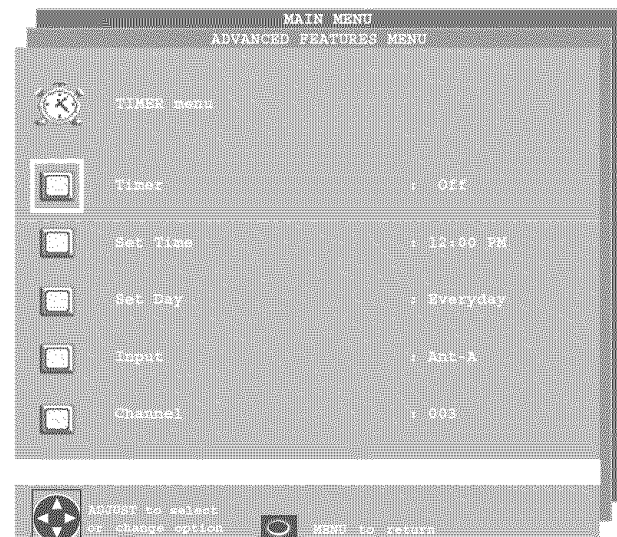 MAIN MENU
ADVANCED FEATURES MENU
TIMER menu
Timer : Off
Set Time : 12:00 PM
Set Day : Everyday
Input : Ant-A
Channel : 003
ADJUST to select
or change option
MENU to return